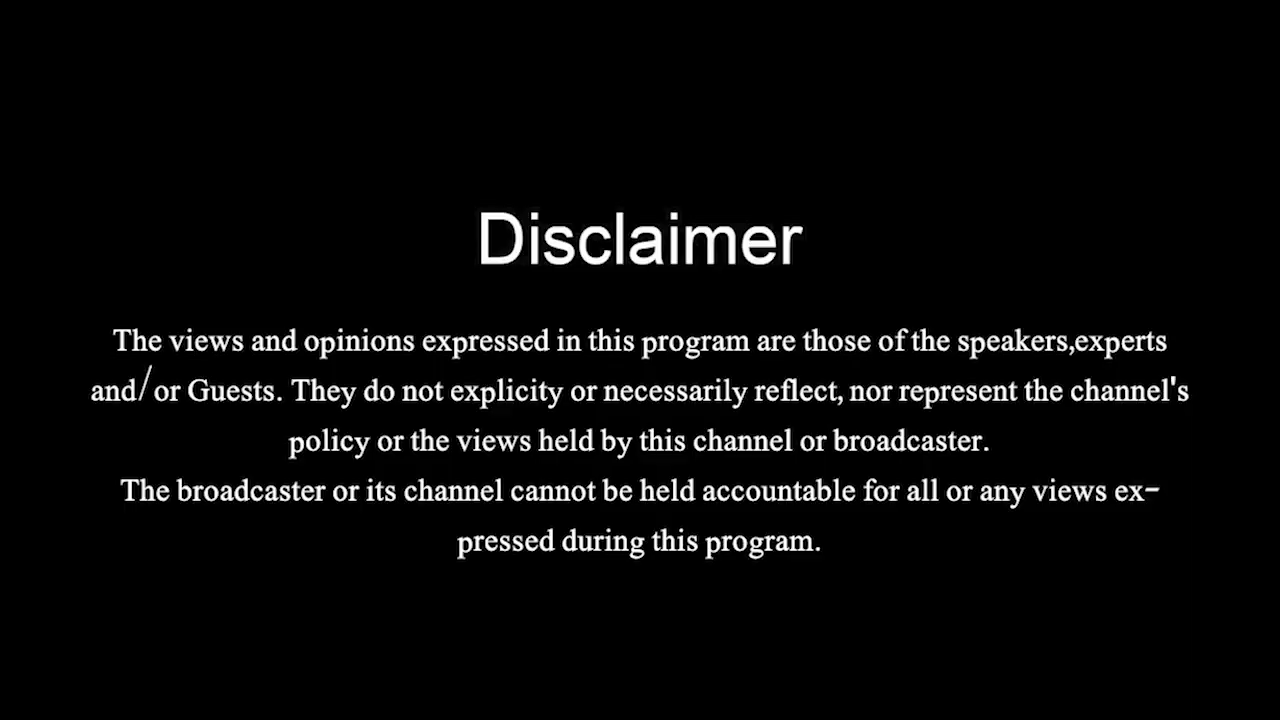 Disclaimer
The views and opinions expressed in this program are those of the speakers,experts
and/or Guests. They do not explicity or necessarily reflect, nor represent the channel's
policy or the views held by this channel or broadcaster.
The broadcaster or its channel cannot be held accountable for all or any views ex-
pressed during this program.